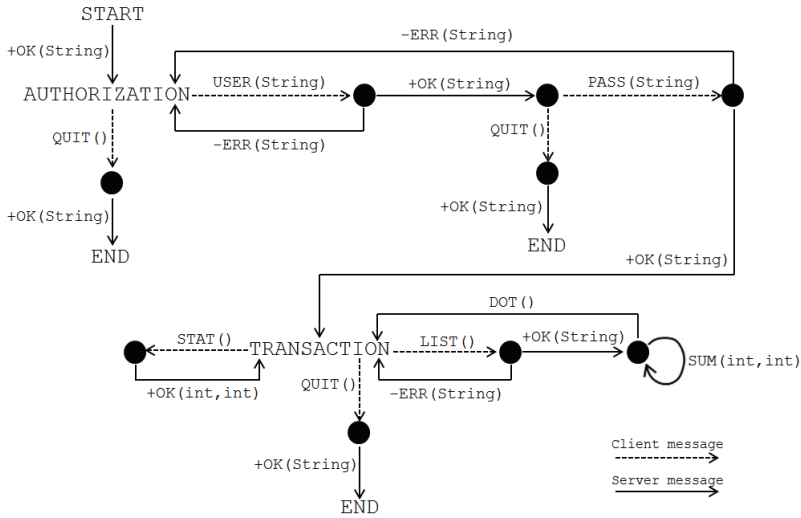 START
-ERR(String)
+OK(String)
USER(String)
+OK(String)
PASS(String)
AUTHORIZATION
QUIT()
QUIT()
-ERR(String)
+OK(String)
+OK(String)
END
END
+OK(String)
DOT()
STAT()
TRANSACTION
LIST()
+OK(String)
SUM(int,int)
QUIT()
+OK(int,int)
-ERR(String)
Client message
+OK(String)
Server message
END